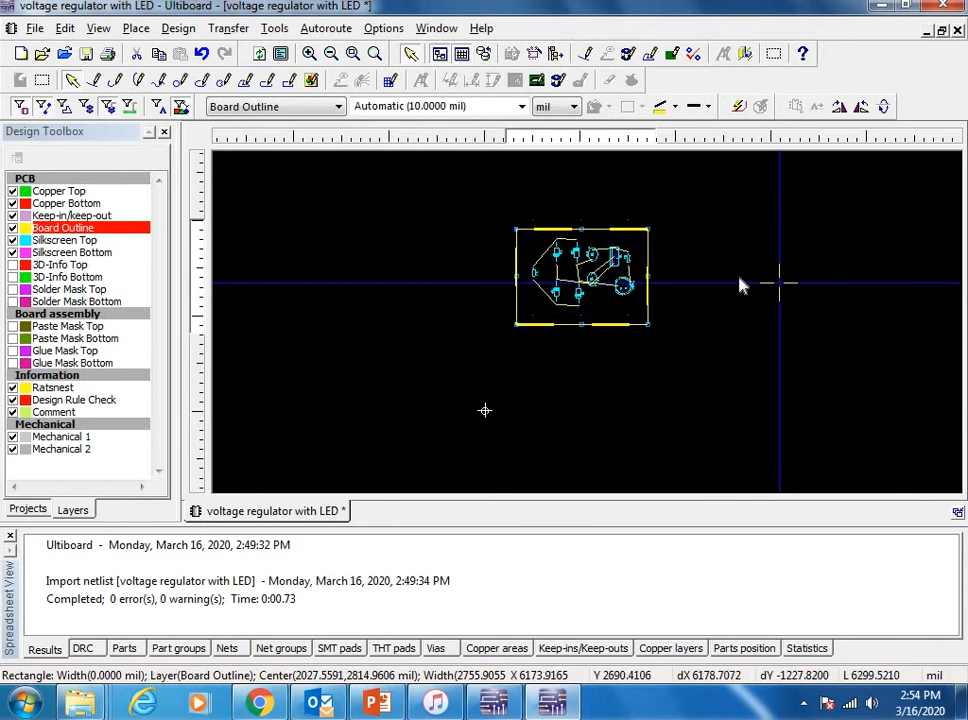 voltage regulator with LED - Ultiboard - [voltage regulator with LED *]
File Edit View Place Design Transfer Tools Autoroute Options Window Help
Board Outline Automatic (10.0000 mil) mil
Design Toolbox
PCB
Copper Top
Copper Bottom
Keep-in/keep-out
Board Outline
Silkscreen Top
Silkscreen Bottom
3D-Info Top
3D-Info Bottom
Solder Mask Top
Solder Mask Bottom
Board assembly
Paste Mask Top
Paste Mask Bottom
Glue Mask Top
Glue Mask Bottom
Information
Ratsnest
Design Rule Check
Comment
Mechanical
Mechanical 1
Mechanical 2
Projects Layers
voltage regulator with LED *
Spreadsheet View
Ultiboard - Monday, March 16, 2020, 2:49:32 PM
Import netlist [voltage regulator with LED] - Monday, March 16, 2020, 2:49:34 PM
Completed; 0 error(s), 0 warning(s); Time: 0:00.73
Results DRC Parts Part groups Nets Net groups SMT pads THT pads Vias Copper areas Keep-ins/Keep-outs Copper layers Parts position Statistics
Rectangle: Width(0.0000 mil); Layer(Board Outline); Center(2027.5591,2814.9606 mil); Width(2755.9055 X 6173.9165 Y 2690.4106 dX 6178.7072 dY -1227.8200 L 6299.5210 mil
2:54 PM
3/16/2020